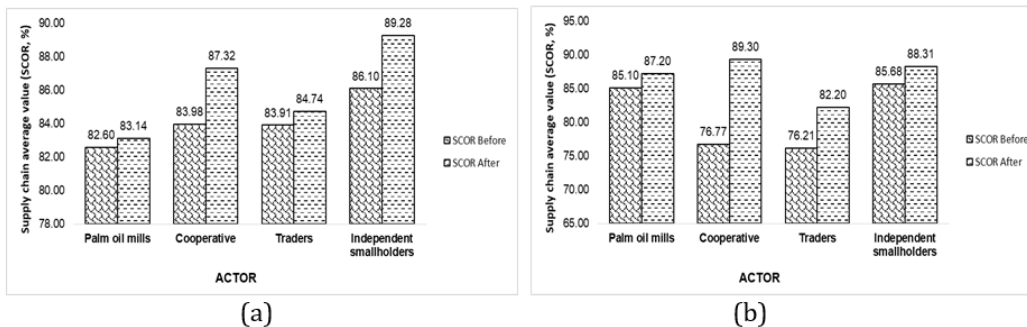 Supply chain average value (SCOR, %)
90.00
88.00
86.00
84.00
82.00
80.00
78.00
82.60
83.14
83.98
87.32
83.91
84.74
86.10
89.28
Palm oil mills
Cooperative
Traders
Independent
smallholders
ACTOR
SCOR Before
SCOR After
(a)
Supply chain average value (SCOR, %)
95.00
90.00
85.00
80.00
75.00
70.00
65.00
85.10
87.20
76.77
89.30
76.21
82.20
85.68
88.31
Palm oil mills
Cooperative
Traders
Independent
smallholders
ACTOR
SCOR Before
SCOR After
(b)